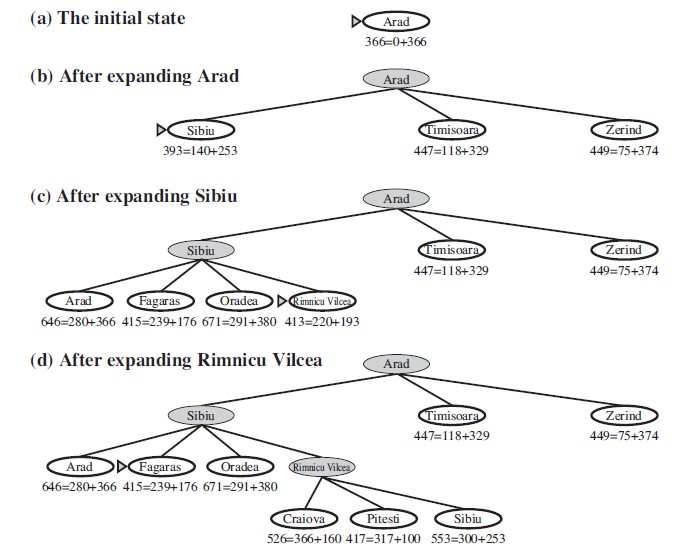 (a) The initial state
Arad
366=0+366
(b) After expanding Arad
Arad
Sibiu Timisoara Zerind
393=140+253 447=118+329 449=75+374
(c) After expanding Sibiu
Arad
Sibiu Timisoara Zerind
447=118+329 449=75+374
Arad Fagaras Oradea Rimnicu Vilcea
646=280+366 415=239+176 671=291+380 413=220+193
(d) After expanding Rimnicu Vilcea
Arad
Sibiu Timisoara Zerind
447=118+329 449=75+374
Arad Fagaras Oradea Rimnicu Vilcea
646=280+366 415=239+176 671=291+380
Craiova Pitesti Sibiu
526=366+160 417=317+100 553=300+253